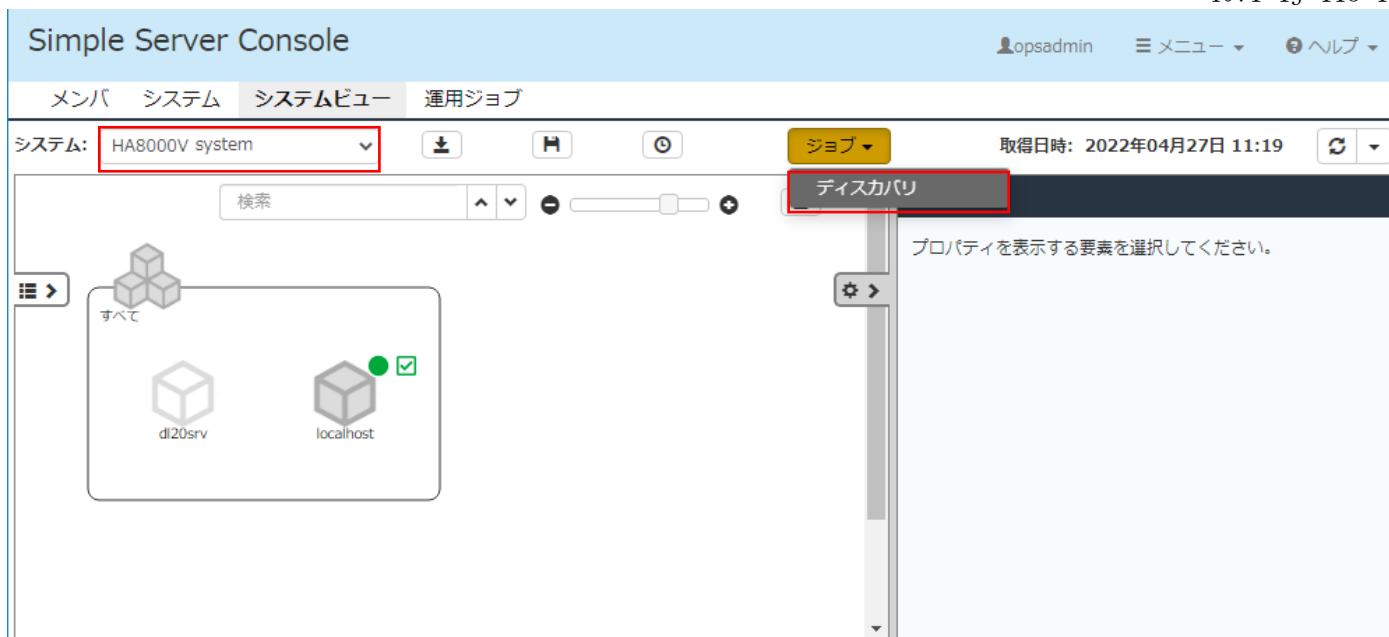 Simple Server Console
opsadmin
メニュー
ヘルプ
メンバ システム システムビュー 運用ジョブ
システム: HA8000V system
ジョブ
取得日時: 2022年04月27日 11:19
ディスカバリ
検索
プロパティを表示する要素を選択してください。
すべて
dl20srv
localhost